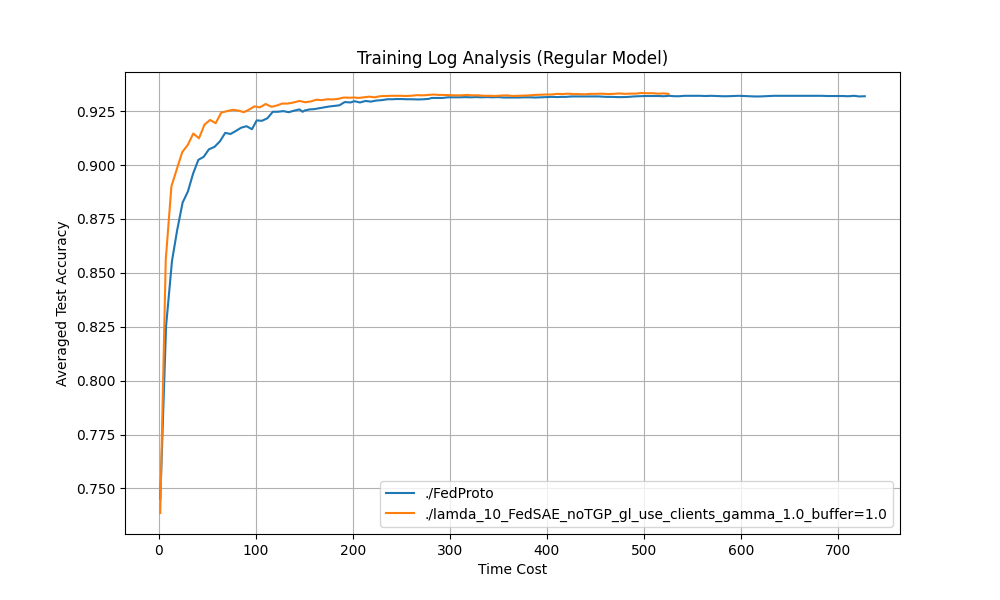 Training Log Analysis (Regular Model)
Averaged Test Accuracy
0.925
0.900
0.875
0.850
0.825
0.800
0.775
0.750
./FedProto
./lamda_10_FedSAE_noTGP_gl_use_clients_gamma_1.0_buffer=1.0
0 100 200 300 400 500 600 700
Time Cost